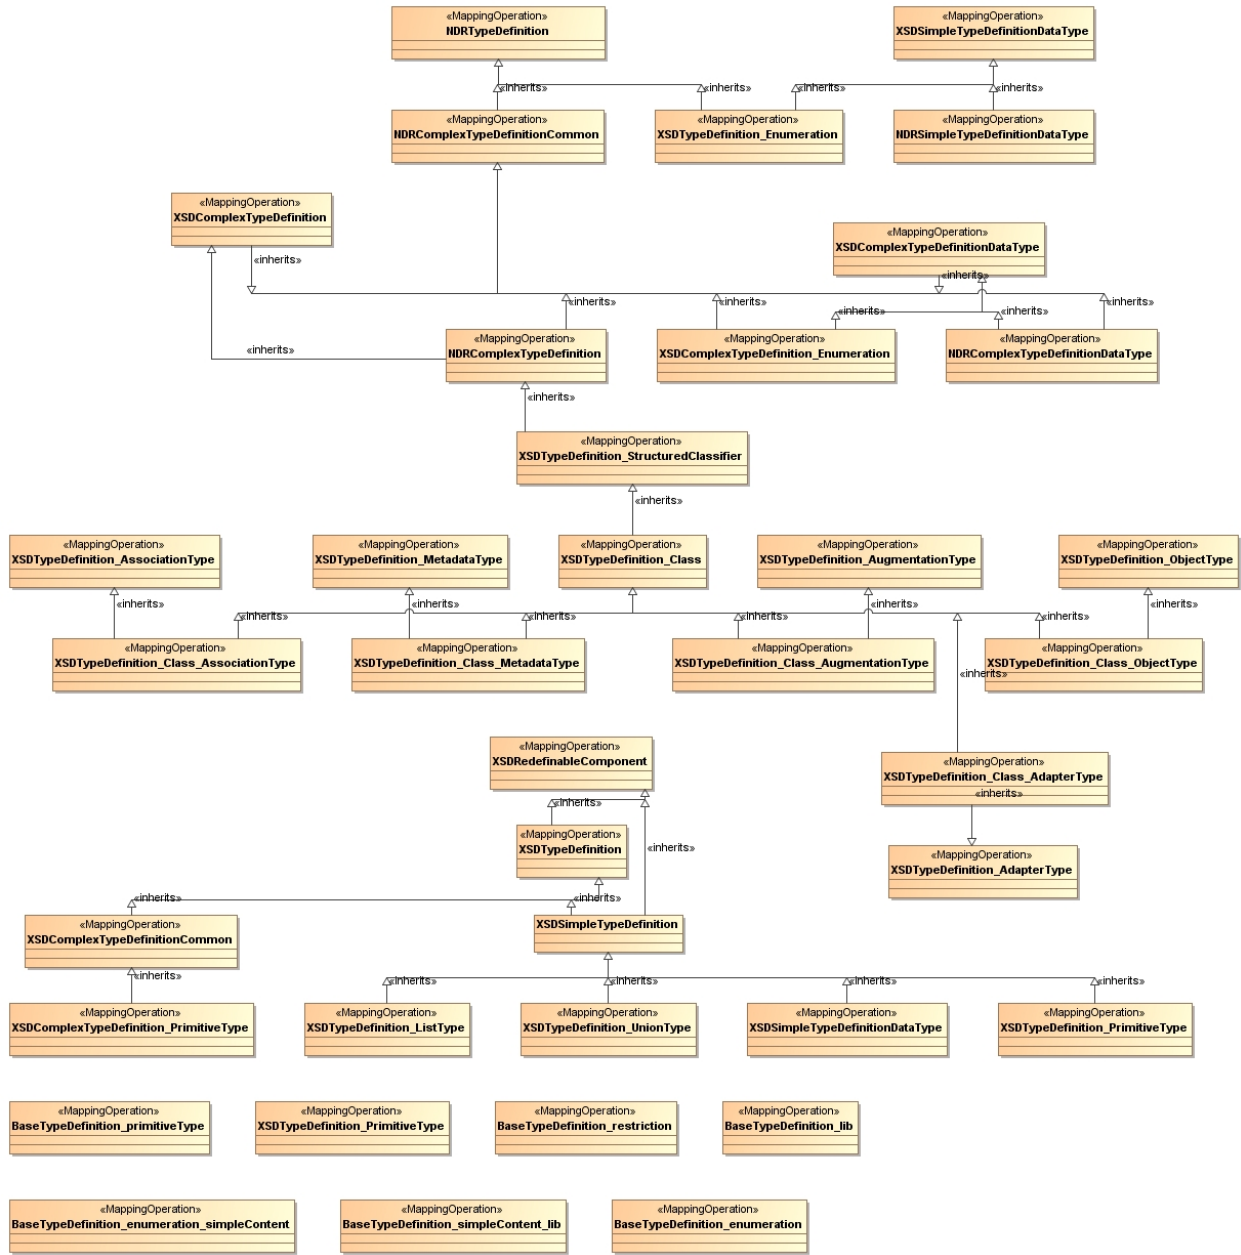 «MappingOperation»
NDRTypeDefinition
«MappingOperation»
XSDSimpleTypeDefinitionDataType
«inherits»
«inherits»
«inherits»
«inherits»
«MappingOperation»
NDRComplexTypeDefinitionCommon
«MappingOperation»
XSDTypeDefinition_Enumeration
«MappingOperation»
NDRSimpleTypeDefinitionDataType
«MappingOperation»
XSDComplexTypeDefinition
«MappingOperation»
XSDComplexTypeDefinitionDataType
«inherits»
«inherits»
«inherits»
«inherits»
«inherits»
«inherits»
«inherits»
«inherits»
«MappingOperation»
NDRComplexTypeDefinition
«MappingOperation»
XSDComplexTypeDefinition_Enumeration
«MappingOperation»
NDRComplexTypeDefinitionDataType
«inherits»
«MappingOperation»
XSDTypeDefinition_StructuredClassifier
«inherits»
«MappingOperation»
XSDTypeDefinition_AssociationType
«MappingOperation»
XSDTypeDefinition_MetadataType
«MappingOperation»
XSDTypeDefinition_Class
«MappingOperation»
XSDTypeDefinition_AugmentationType
«MappingOperation»
XSDTypeDefinition_ObjectType
«inherits»
«inherits»
«inherits»
«inherits»
«inherits»
«inherits»
«inherits»
«inherits»
«MappingOperation»
XSDTypeDefinition_Class_AssociationType
«MappingOperation»
XSDTypeDefinition_Class_MetadataType
«MappingOperation»
XSDTypeDefinition_Class_AugmentationType
«MappingOperation»
XSDTypeDefinition_Class_ObjectType
«inherits»
«MappingOperation»
XSDRedefinableComponent
«MappingOperation»
XSDTypeDefinition_Class_AdapterType
«inherits»
«inherits»
«MappingOperation»
XSDTypeDefinition
«inherits»
«MappingOperation»
XSDTypeDefinition_AdapterType
«inherits»
«inherits»
«MappingOperation»
XSDComplexTypeDefinitionCommon
XSDSimpleTypeDefinition
«inherits»
«inherits»
«inherits»
«inherits»
«inherits»
«MappingOperation»
XSDComplexTypeDefinition_PrimitiveType
«MappingOperation»
XSDTypeDefinition_ListType
«MappingOperation»
XSDTypeDefinition_UnionType
«MappingOperation»
XSDSimpleTypeDefinitionDataType
«MappingOperation»
XSDTypeDefinition_PrimitiveType
«MappingOperation»
BaseTypeDefinition_primitiveType
«MappingOperation»
XSDTypeDefinition_PrimitiveType
«MappingOperation»
BaseTypeDefinition_restriction
«MappingOperation»
BaseTypeDefinition_lib
«MappingOperation»
BaseTypeDefinition_enumeration_simpleContent
«MappingOperation»
BaseTypeDefinition_simpleContent_lib
«MappingOperation»
BaseTypeDefinition_enumeration